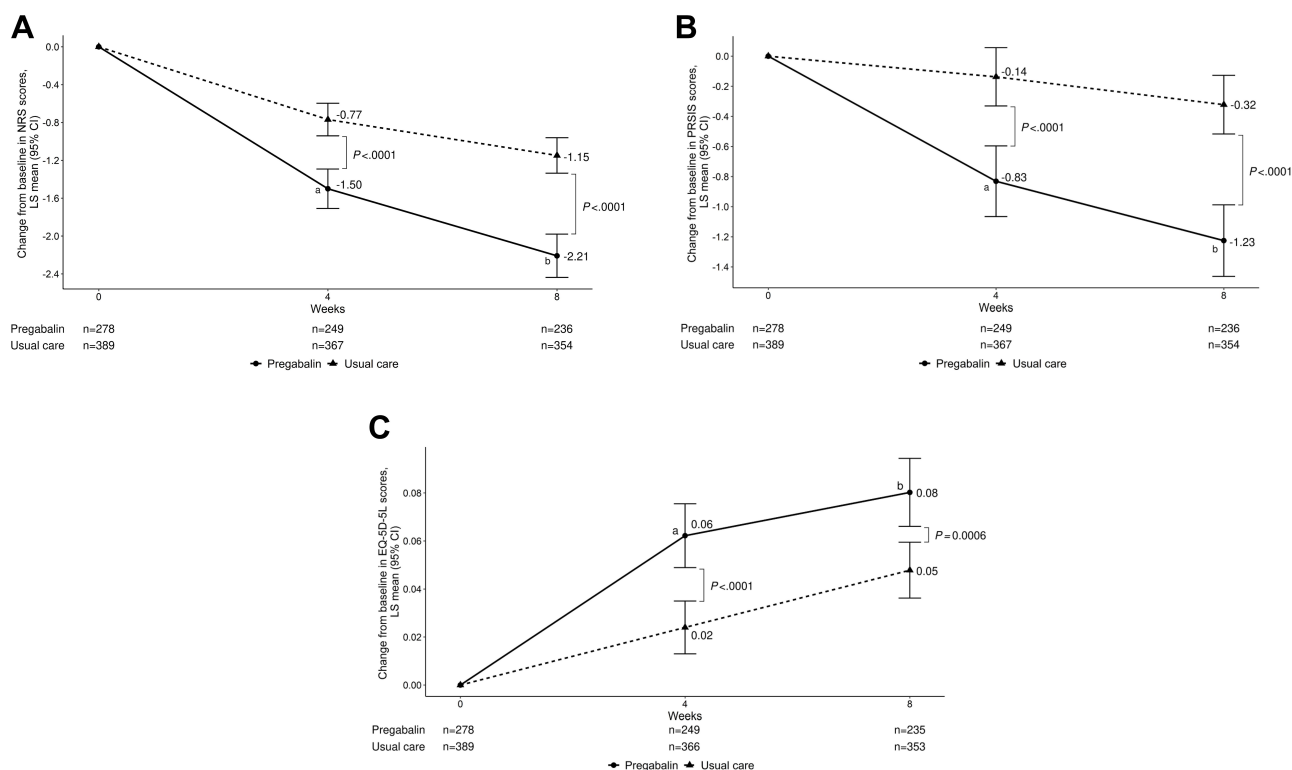 A
Change from baseline in NRS scores,
LS mean (95% CI)
0.0
-0.4
-0.8
-1.2
-1.6
-2.0
-2.4
-0.77
P<.0001
-1.50
a
-1.15
P<.0001
b
-2.21
0
4
8
Weeks
Pregabalin n=278 n=249 n=236
Usual care n=389 n=367 n=354
Pregabalin Usual care
B
Change from baseline in PRSIS scores,
LS mean (95% CI)
0.0
-0.2
-0.4
-0.6
-0.8
-1.0
-1.2
-1.4
-0.14
P<.0001
-0.83
a
-0.32
P<.0001
b
-1.23
0
4
8
Weeks
Pregabalin n=278 n=249 n=236
Usual care n=389 n=367 n=354
Pregabalin Usual care
C
Change from baseline in EQ-5D-5L scores,
LS mean (95% CI)
0.08
0.06
0.04
0.02
0.00
a
0.06
P<.0001
0.02
b
0.08
P=0.0006
0.05
0
4
8
Weeks
Pregabalin n=278 n=249 n=235
Usual care n=389 n=366 n=353
Pregabalin Usual care